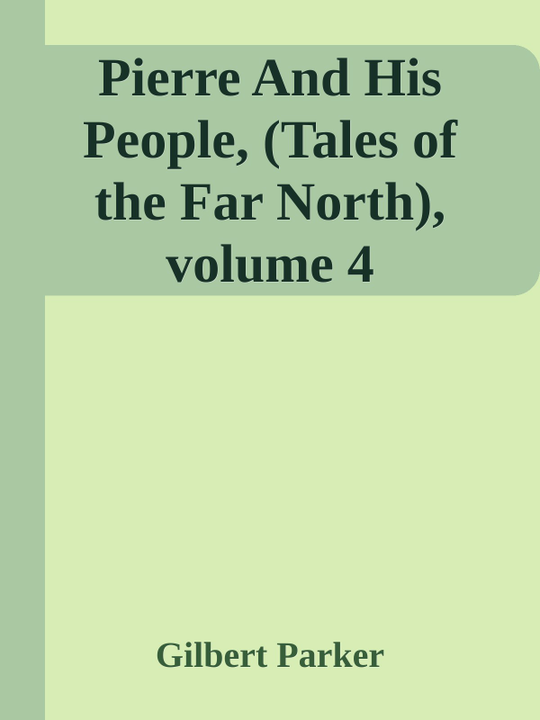 Pierre And His
People, (Tales of
the Far North),
volume 4
Gilbert Parker